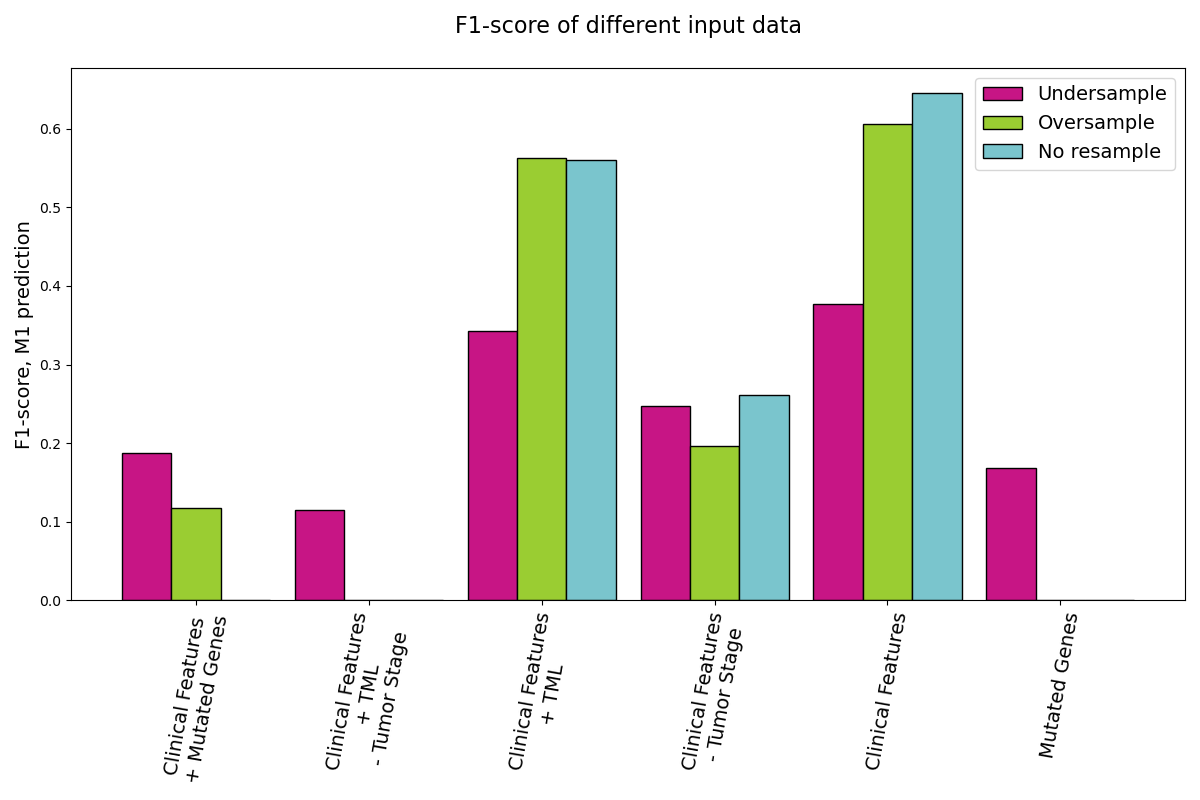 F1-score of different input data
Undersample
Oversample
No resample
F1-score, M1 prediction
0.6
0.5
0.4
0.3
0.2
0.1
0.0
Clinical Features
+ Mutated Genes
Clinical Features
+ TML
- Tumor Stage
Clinical Features
+ TML
Clinical Features
- Tumor Stage
Clinical Features
Mutated Genes